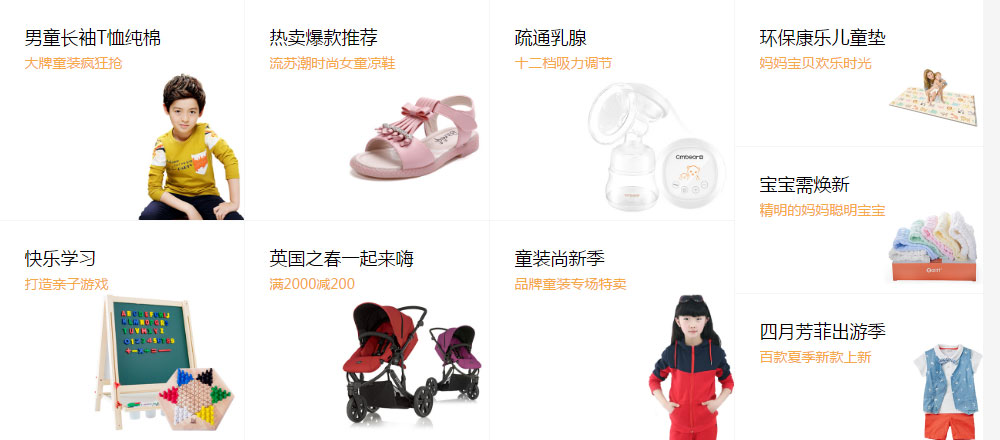 男童长袖T恤纯棉
大牌童装疯狂抢
热卖爆款推荐
流苏潮时尚女童凉鞋
疏通乳腺
十二档吸力调节
cmbear
环保康乐儿童垫
妈妈宝贝欢乐时光
宝宝需焕新
精明的妈妈聪明宝宝
快乐学习
打造亲子游戏
英国之春一起来嗨
满2000减200
童装尚新季
品牌童装专场特卖
四月芳菲出游季
百款夏季新款上新